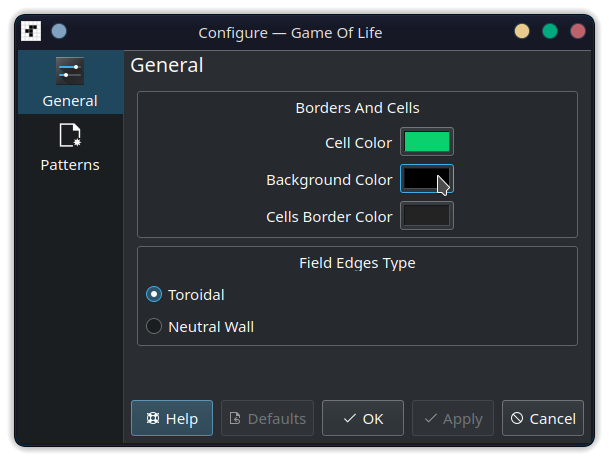 Configure — Game Of Life
General
General
Patterns
Borders And Cells
Cell Color
Background Color
Cells Border Color
Field Edges Type
Toroidal
Neutral Wall
Help
Defaults
OK
Apply
Cancel